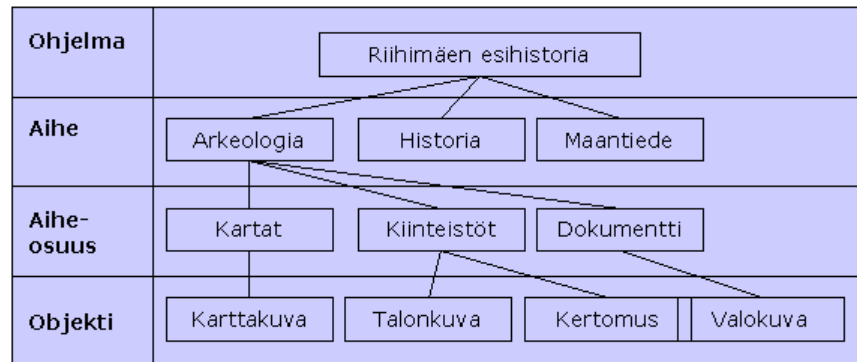 Ohjelma
Riihimäen esihistoria
Aihe
Arkeologia
Historia
Maantiede
Aihe-
osuus
Kartat
Kiinteistöt
Dokumentti
Objekti
Karttakuva
Talonkuva
Kertomus
Valokuva